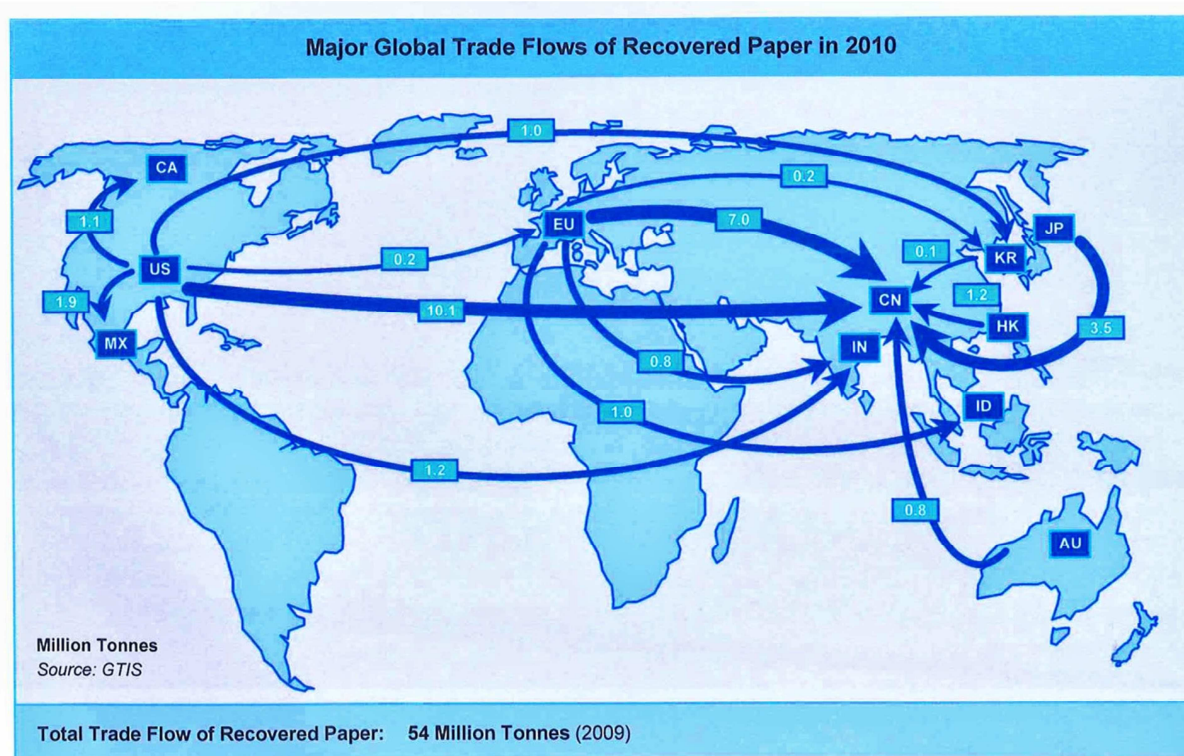 Major Global Trade Flows of Recovered Paper in 2010
1.0
CA
0.2
1.1
EU
7.0
JP
US
0.2
0.1
KR
1.9
10.1
CN
1.2
HK
3.5
MX
IN
0.8
1.0
ID
1.2
0.8
AU
Million Tonnes
Source: GTIS
Total Trade Flow of Recovered Paper: 54 Million Tonnes (2009)